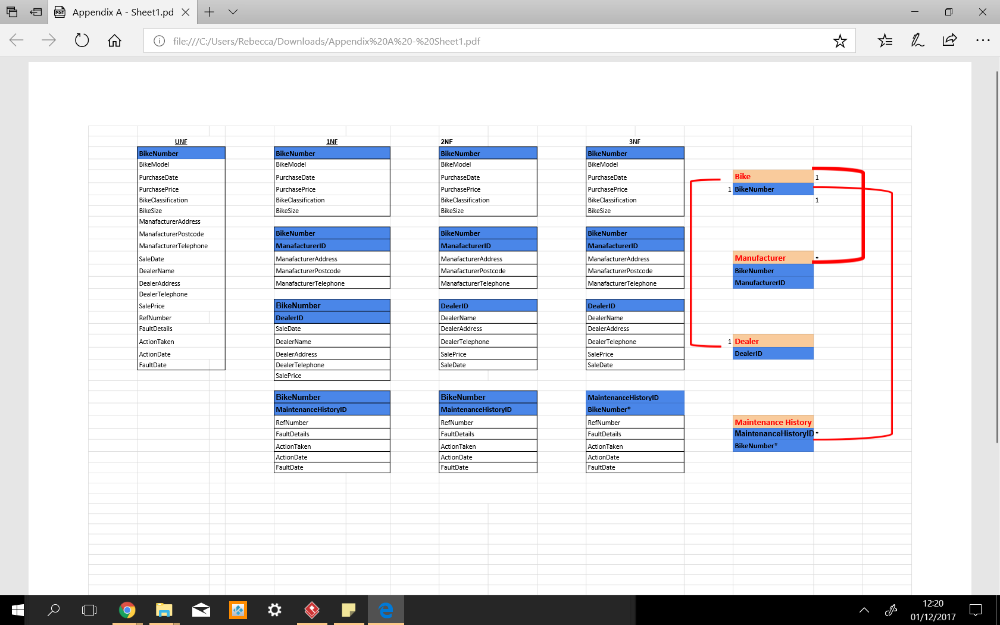 Appendix A - Sheet1.pd
file:///C:/Users/Rebecca/Downloads/Appendix%20A%20-%20Sheet1.pdf
UNF
BikeNumber
BikeModel
PurchaseDate
PurchasePrice
BikeClassification
BikeSize
ManafacturerAddress
ManafacturerPostcode
ManafacturerTelephone
SaleDate
DealerName
DealerAddress
DealerTelephone
SalePrice
RefNumber
FaultDetails
ActionTaken
ActionDate
FaultDate
1NF
BikeNumber
BikeModel
PurchaseDate
PurchasePrice
BikeClassification
BikeSize
BikeNumber
ManafacturerID
ManafacturerAddress
ManafacturerPostcode
ManafacturerTelephone
BikeNumber
DealerID
SaleDate
DealerName
DealerAddress
DealerTelephone
SalePrice
BikeNumber
MaintenanceHistoryID
RefNumber
FaultDetails
ActionTaken
ActionDate
FaultDate
2NF
BikeNumber
BikeModel
PurchaseDate
PurchasePrice
BikeClassification
BikeSize
BikeNumber
ManafacturerID
ManafacturerAddress
ManafacturerPostcode
ManafacturerTelephone
DealerID
DealerName
DealerAddress
DealerTelephone
SalePrice
SaleDate
BikeNumber
MaintenanceHistoryID
RefNumber
FaultDetails
ActionTaken
ActionDate
FaultDate
3NF
BikeNumber
BikeModel
PurchaseDate
PurchasePrice
BikeClassification
BikeSize
BikeNumber
ManafacturerID
ManafacturerAddress
ManafacturerPostcode
ManafacturerTelephone
DealerID
DealerName
DealerAddress
DealerTelephone
SalePrice
SaleDate
MaintenanceHistoryID
BikeNumber*
RefNumber
FaultDetails
ActionTaken
ActionDate
FaultDate
Bike 1
1 BikeNumber
1
Manufacturer *
BikeNumber
ManufacturerID
1 Dealer
DealerID
Maintenance History
MaintenanceHistoryID *
BikeNumber*
12:20
01/12/2017